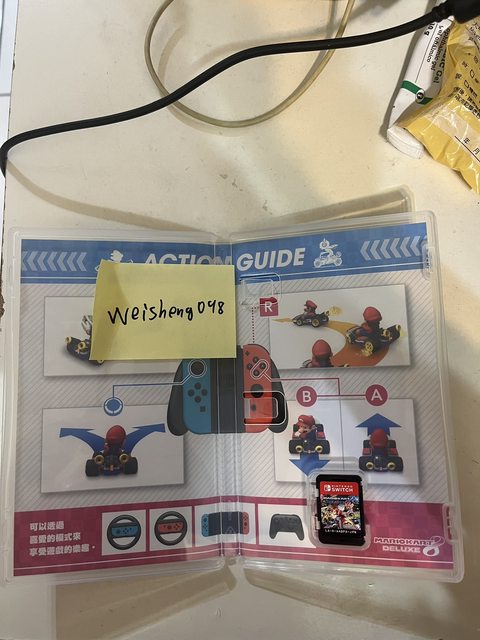 ACTION GUIDE
weisheng098
R
B
A
NINTENDO
SWITCH
可以透過
喜愛的模式來
享受遊戲的樂趣。
MARIOKART 8
DELUXE